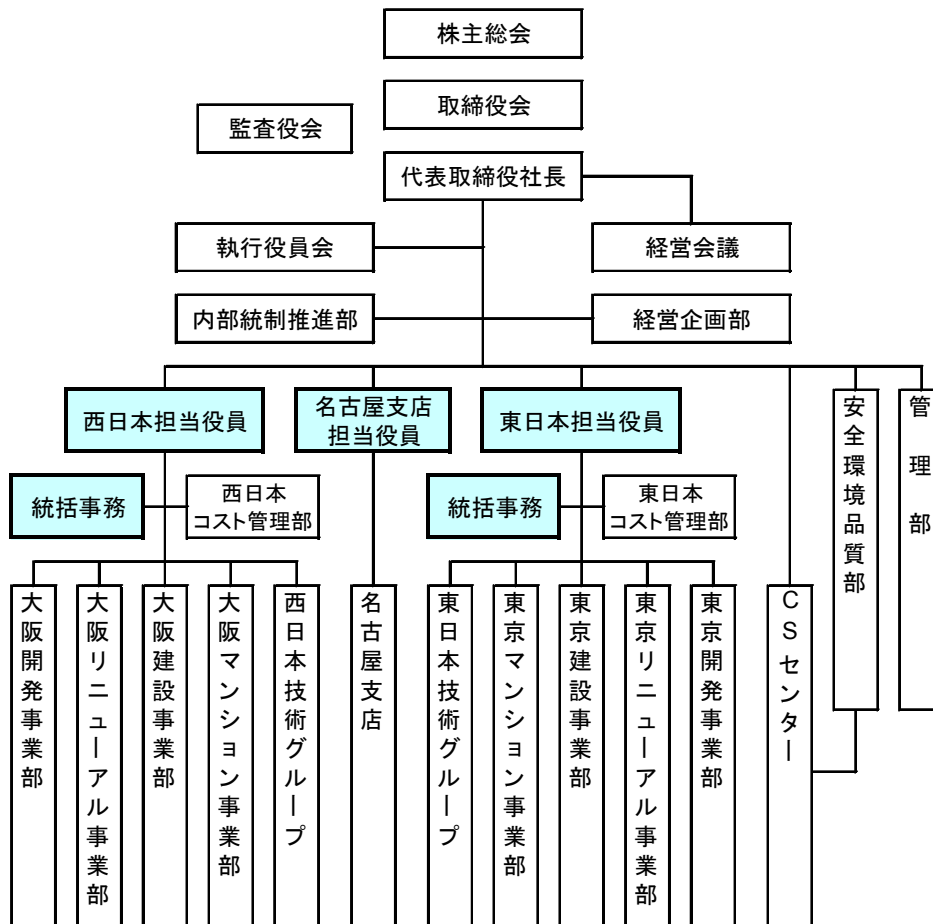 株主総会
取締役会
監査役会
代表取締役社長
執行役員会
経営会議
内部統制推進部
経営企画部
西日本担当役員
名古屋支店
担当役員
東日本担当役員
安全環境品質部
管理部
統括事務
西日本
コスト管理部
統括事務
東日本
コスト管理部
大阪開発事業部
大阪リニューアル事業部
大阪建設事業部
大阪マンション事業部
西日本技術グループ
名古屋支店
東日本技術グループ
東京マンション事業部
東京建設事業部
東京リニューアル事業部
東京開発事業部
CSセンター